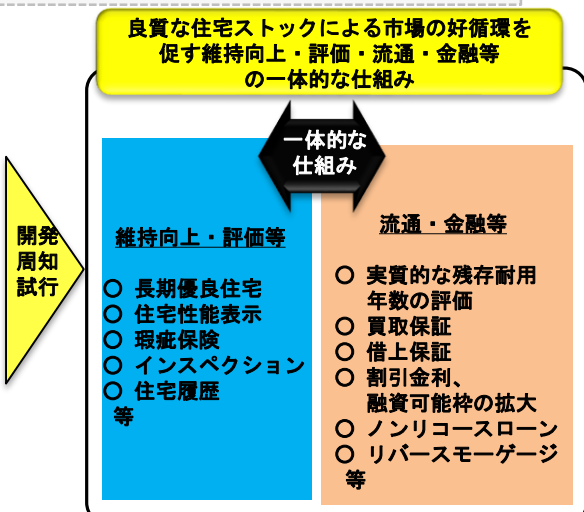 良質な住宅ストックによる市場の好循環を
促す維持向上・評価・流通・金融等
の一体的な仕組み
一体的な
仕組み
開発
周知
試行
維持向上・評価等
○ 長期優良住宅
○ 住宅性能表示
○ 瑕疵保険
○ インスペクション
○ 住宅履歴
等
流通・金融等
○ 実質的な残存耐用
年数の評価
○ 買取保証
○ 借上保証
○ 割引金利、
融資可能枠の拡大
○ ノンリコースローン
○ リバースモーゲージ
等